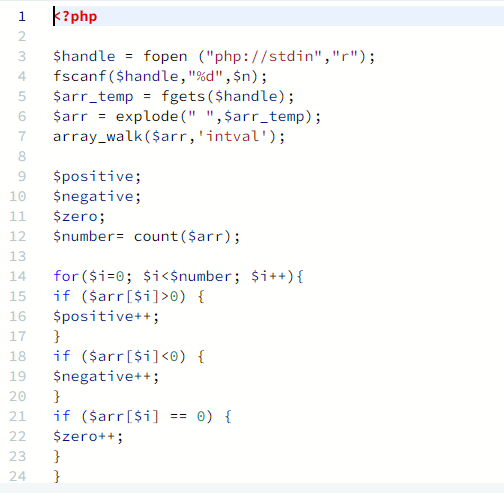 1 <?php
2
3 $handle = fopen ("php://stdin","r");
4 fscanf($handle,"%d",$n);
5 $arr_temp = fgets($handle);
6 $arr = explode(" ",$arr_temp);
7 array_walk($arr,'intval');
8
9 $positive;
10 $negative;
11 $zero;
12 $number= count($arr);
13
14 for($i=0; $i<$number; $i++){
15 if ($arr[$i]>0) {
16 $positive++;
17 }
18 if ($arr[$i]<0) {
19 $negative++;
20 }
21 if ($arr[$i] == 0) {
22 $zero++;
23 }
24 }